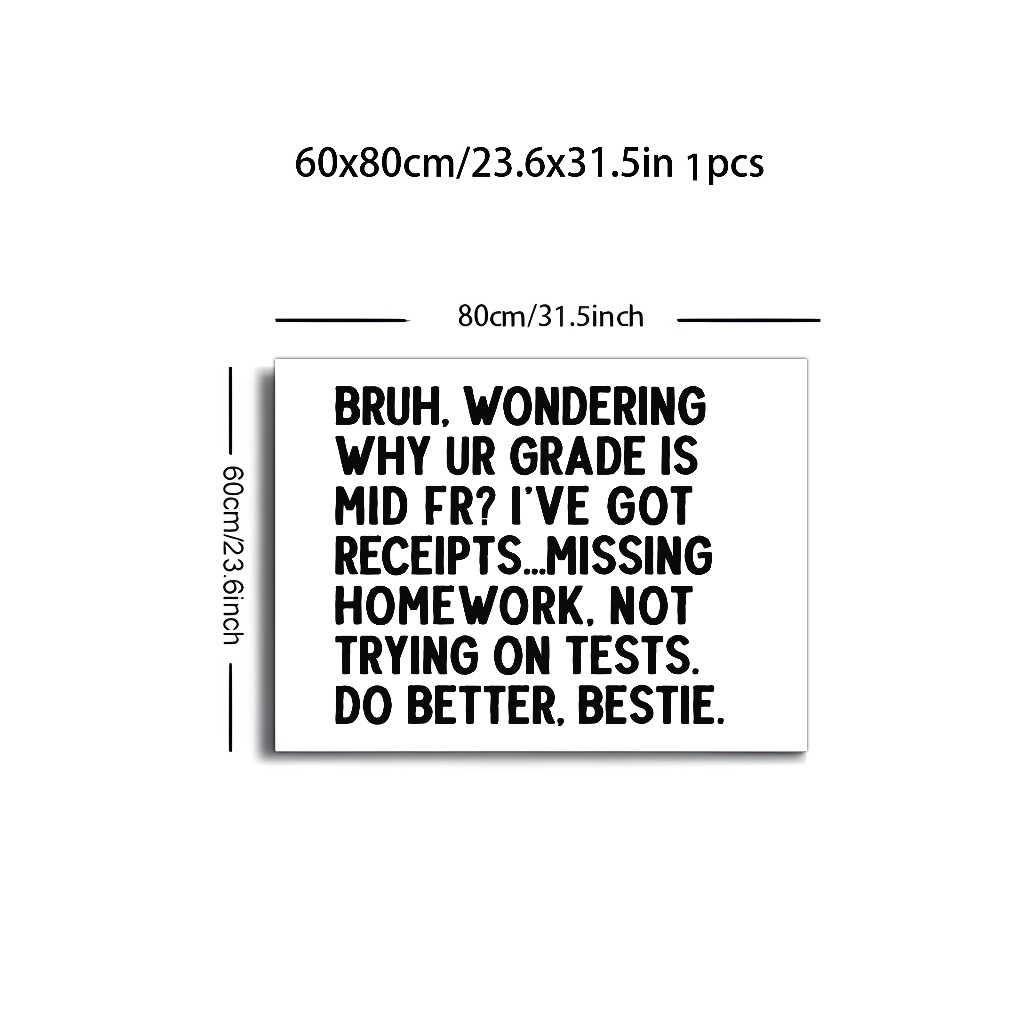 60x80cm/23.6x31.5in 1pcs
80cm/31.5inch
60cm/23.6inch
BRUH, WONDERING
WHY UR GRADE IS
MID FR? I'VE GOT
RECEIPTS...MISSING
HOMEWORK, NOT
TRYING ON TESTS.
DO BETTER, BESTIE.